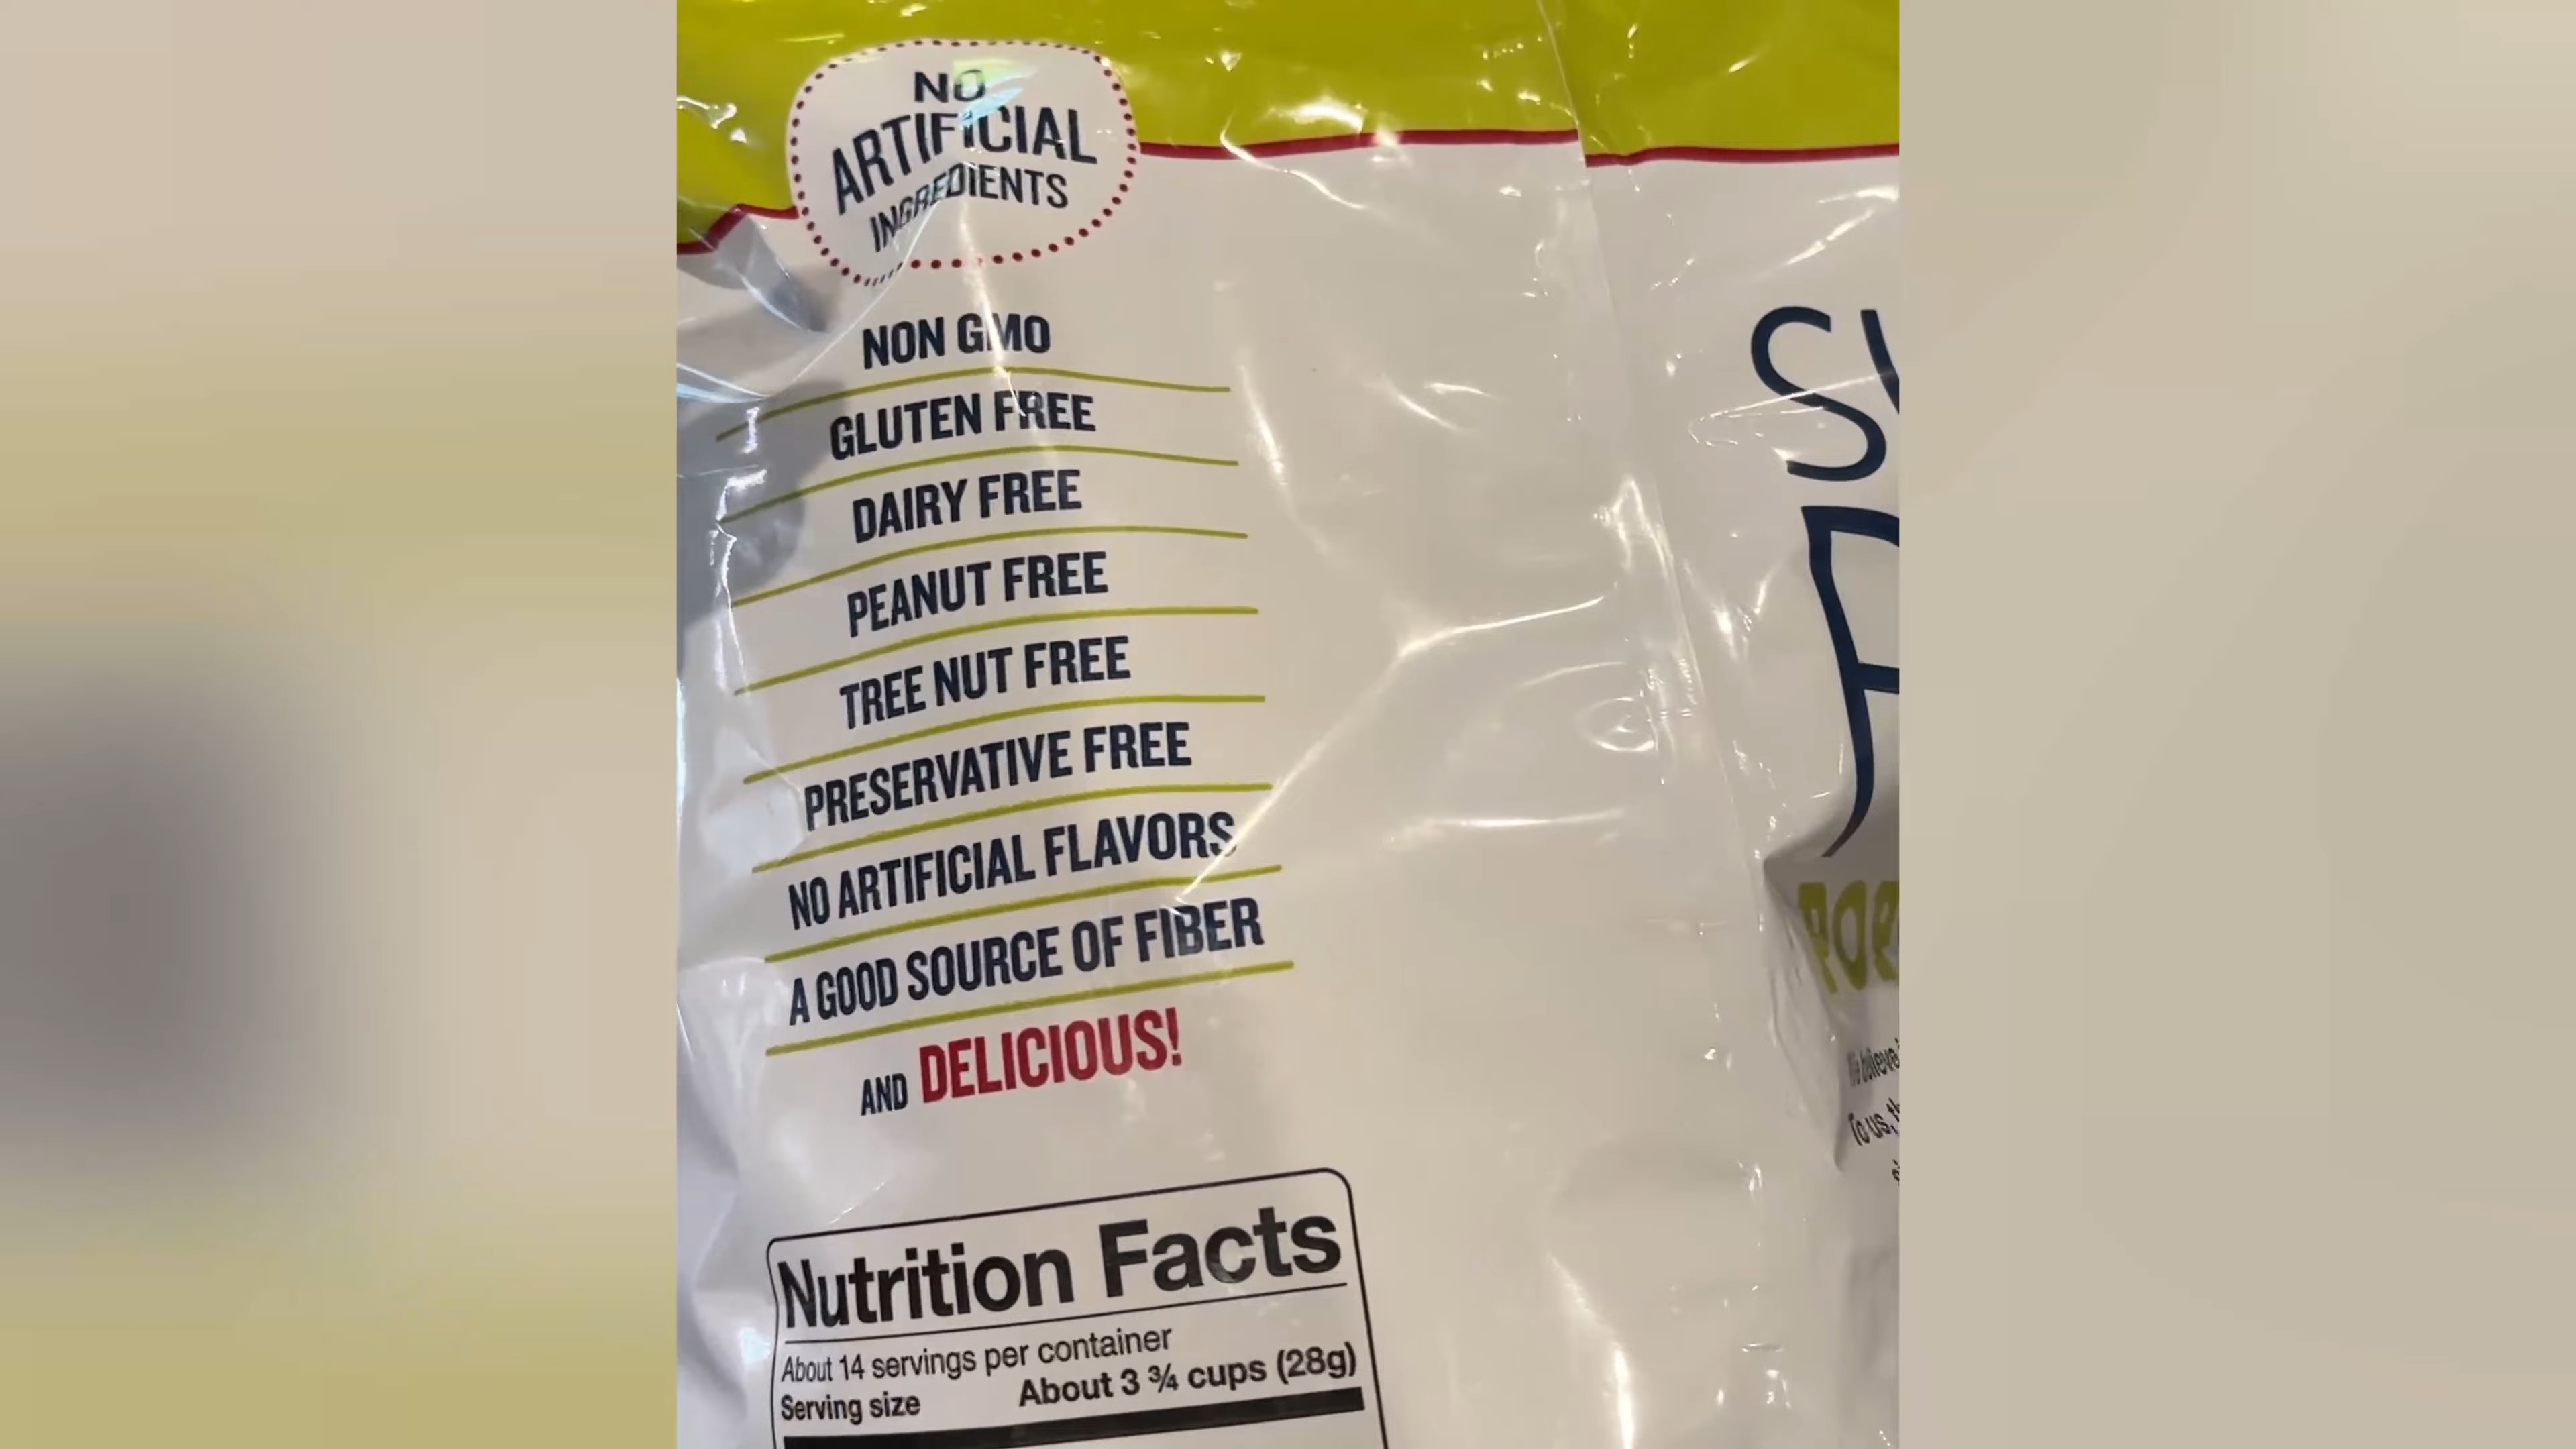 NO
ARTIFICIAL
INGREDIENTS
NON GMO
GLUTEN FREE
DAIRY FREE
PEANUT FREE
TREE NUT FREE
PRESERVATIVE FREE
NO ARTIFICIAL FLAVORS
A GOOD SOURCE OF FIBER
AND DELICIOUS!
Nutrition Facts
About 14 servings per container
Serving size About 3 ¾ cups (28g)
To us,